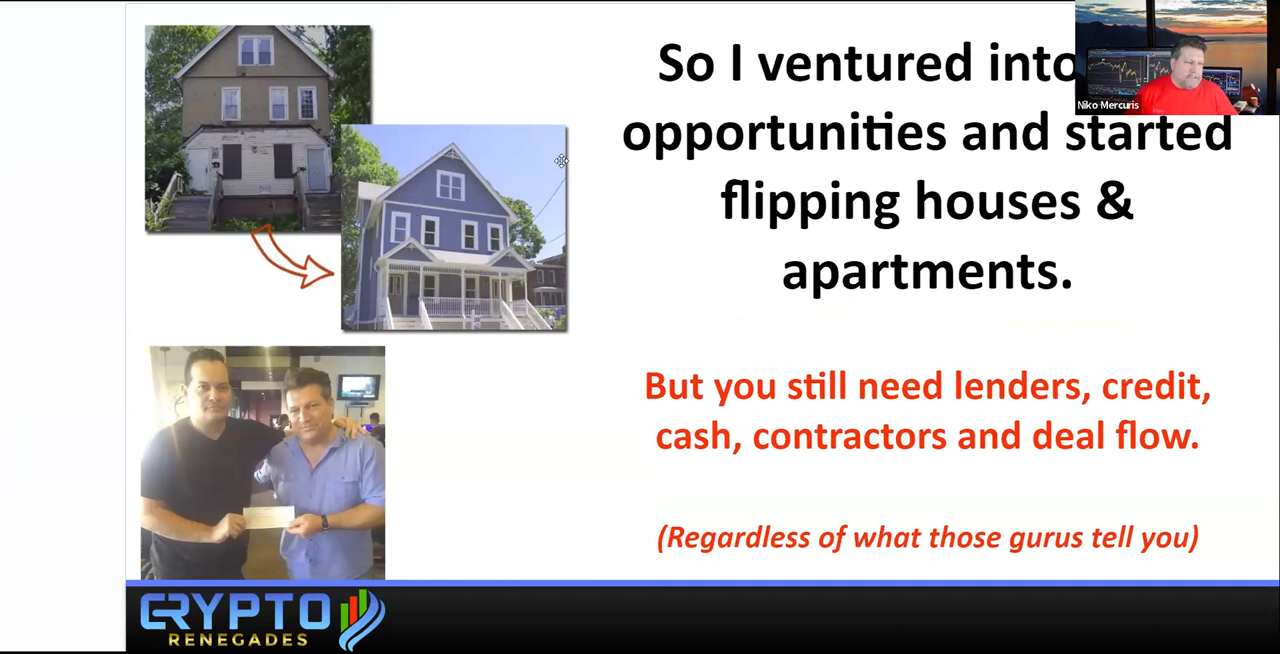 So I ventured into
opportunities and started
flipping houses &
apartments.
But you still need lenders, credit,
cash, contractors and deal flow.
(Regardless of what those gurus tell you)
Niko Mercuris
CRYPTO
RENEGADES